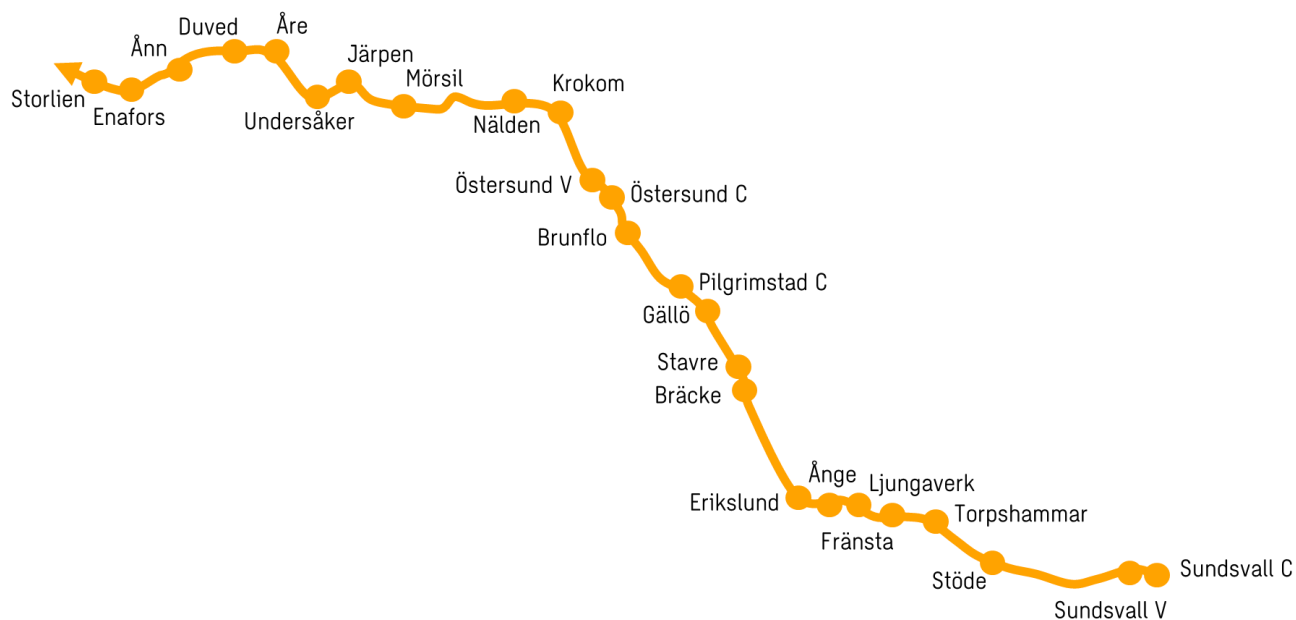 Åre
Duved
Ånn
Järpen
Mörsil
Krokom
Storlien
Enafors
Undersåker
Nälden
Östersund V
Östersund C
Brunflo
Pilgrimstad C
Gällö
Stavre
Bräcke
Ånge
Ljungaverk
Erikslund
Torpshammar
Fränsta
Stöde
Sundsvall C
Sundsvall V